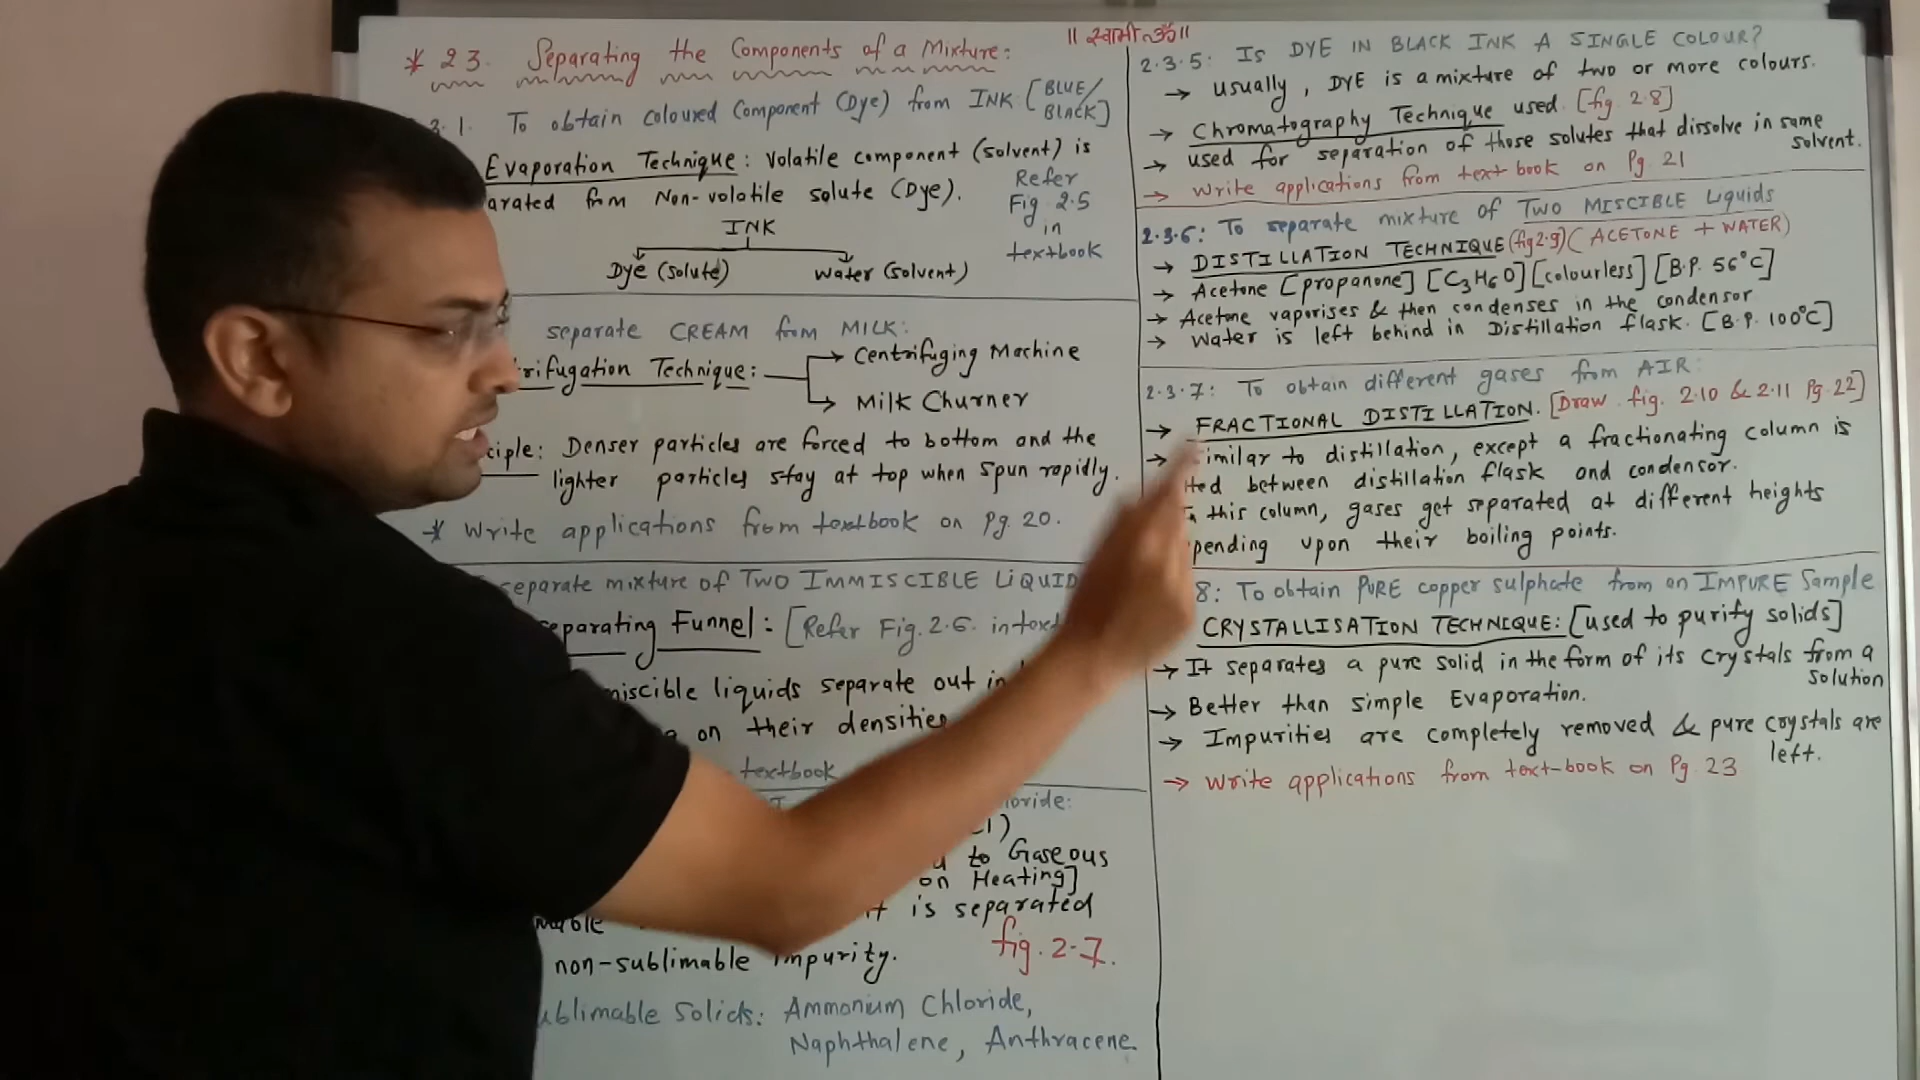 * 23. Separating the Components of a Mixture:
3.1. To obtain coloured Component (Dye) from INK [BLUE/
BLACK]
Evaporation Technique: Volatile component (solvent) is
arated from Non-volatile solute (Dye).
Refer
Fig 2.5
in
textbook
INK
Dye (solute) water (solvent)
separate CREAM from MILK:
rifugation Technique: → Centrifuging Machine
→ Milk Churner
ciple: Denser particles are forced to bottom and the
lighter particles stay at top when spun rapidly.
* Write applications from textbook on Pg. 20.
separate mixture of TWO IMMISCIBLE LIQUID
eparating Funnel: [Refer Fig. 2.6. in text
miscible liquids separate out in
on their densities
textbook
oride:
to Gaseous
on Heating]
it is separated
non-sublimable impurity.
fig. 2.7.
ublimable Solids: Ammonium Chloride,
Naphthalene, Anthracene
॥ स्वामी ॐ ॥
2.3.5: IS DYE IN BLACK INK A SINGLE COLOUR?
→ usually, DYE is a mixture of two or more colours.
→ Chromatography Technique used. [fig 2.8]
→ used for separation of those solutes that dissolve in same
solvent.
→ Write applications from text book on Pg. 21
2.3.6: To separate mixture of TWO MISCIBLE Liquids
→ DISTILLATION TECHNIQUE (fig 2.9) (ACETONE + WATER)
→ Acetone [propanone] [C3H6O] [colourless] [B.P. 56°C]
→ Acetone vaporises & then condenses in the condensor
→ Water is left behind in Distillation flask. [B.P. 100°C]
2.3.7: To obtain different gases from AIR:
→ FRACTIONAL DISTILLATION. [Draw fig. 2.10 & 2.11 Pg.22]
→ imilar to distillation, except a fractionating column is
ted between distillation flask and condensor.
this column, gases get separated at different heights
pending upon their boiling points.
8: To obtain PURE copper sulphate from an IMPURE Sample
CRYSTALLISATION TECHNIQUE: [used to purify solids]
→ It separates a pure solid in the form of its crystals from a
solution
→ Better than simple Evaporation.
→ Impurities are completely removed & pure crystals are
left.
→ Write applications from text-book on Pg. 23